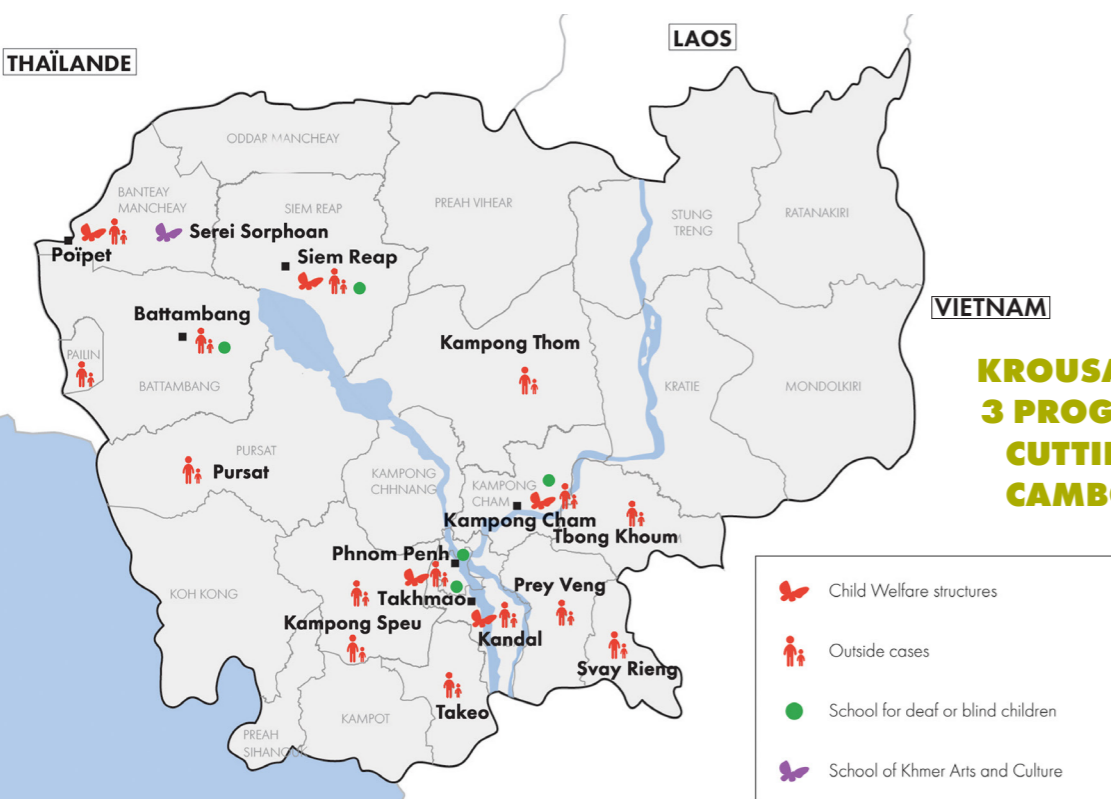 LAOS
THAÏLANDE
ODDAR MANCHEAY
BANTEAY
MANCHEAY
SIEM REAP
PREAH VIHEAR
STUNG
TRENG
RATANAKIRI
Serei Sorphoan
Poïpet
Siem Reap
VIETNAM
Battambang
Kampong Thom
PAILIN
BATTAMBANG
KRATIE
MONDOLKIRI
KROUSA
3 PROG
CUTTI
CAMBO
PURSAT
Pursat
KAMPONG
CHHNANG
KAMPONG
CHAM
Kampong Cham
Tbong Khoum
Phnom Penh
Prey Veng
KOH KONG
Takhmao
Kampong Speu
Kandal
Svay Rieng
Takeo
KAMPOT
PREAH
Child Welfare structures
Outside cases
School for deaf or blind children
School of Khmer Arts and Culture